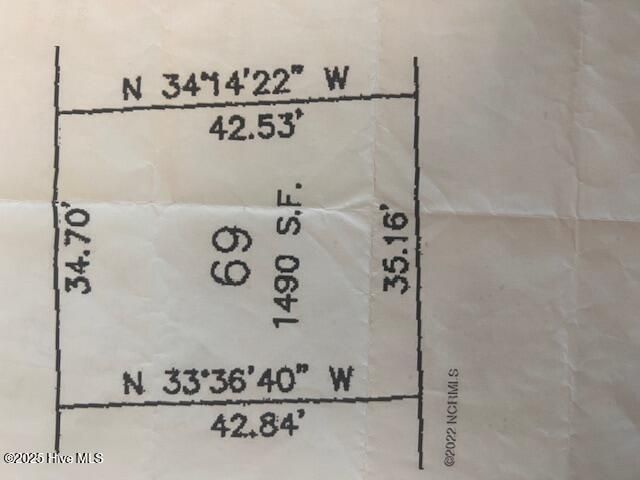 N 34°14'22" W
42.53'
34.70'
69
1490 S.F.
35.16'
N 33°36'40" W
42.84'
©2022 NCRMLS
©2025 Hive MLS